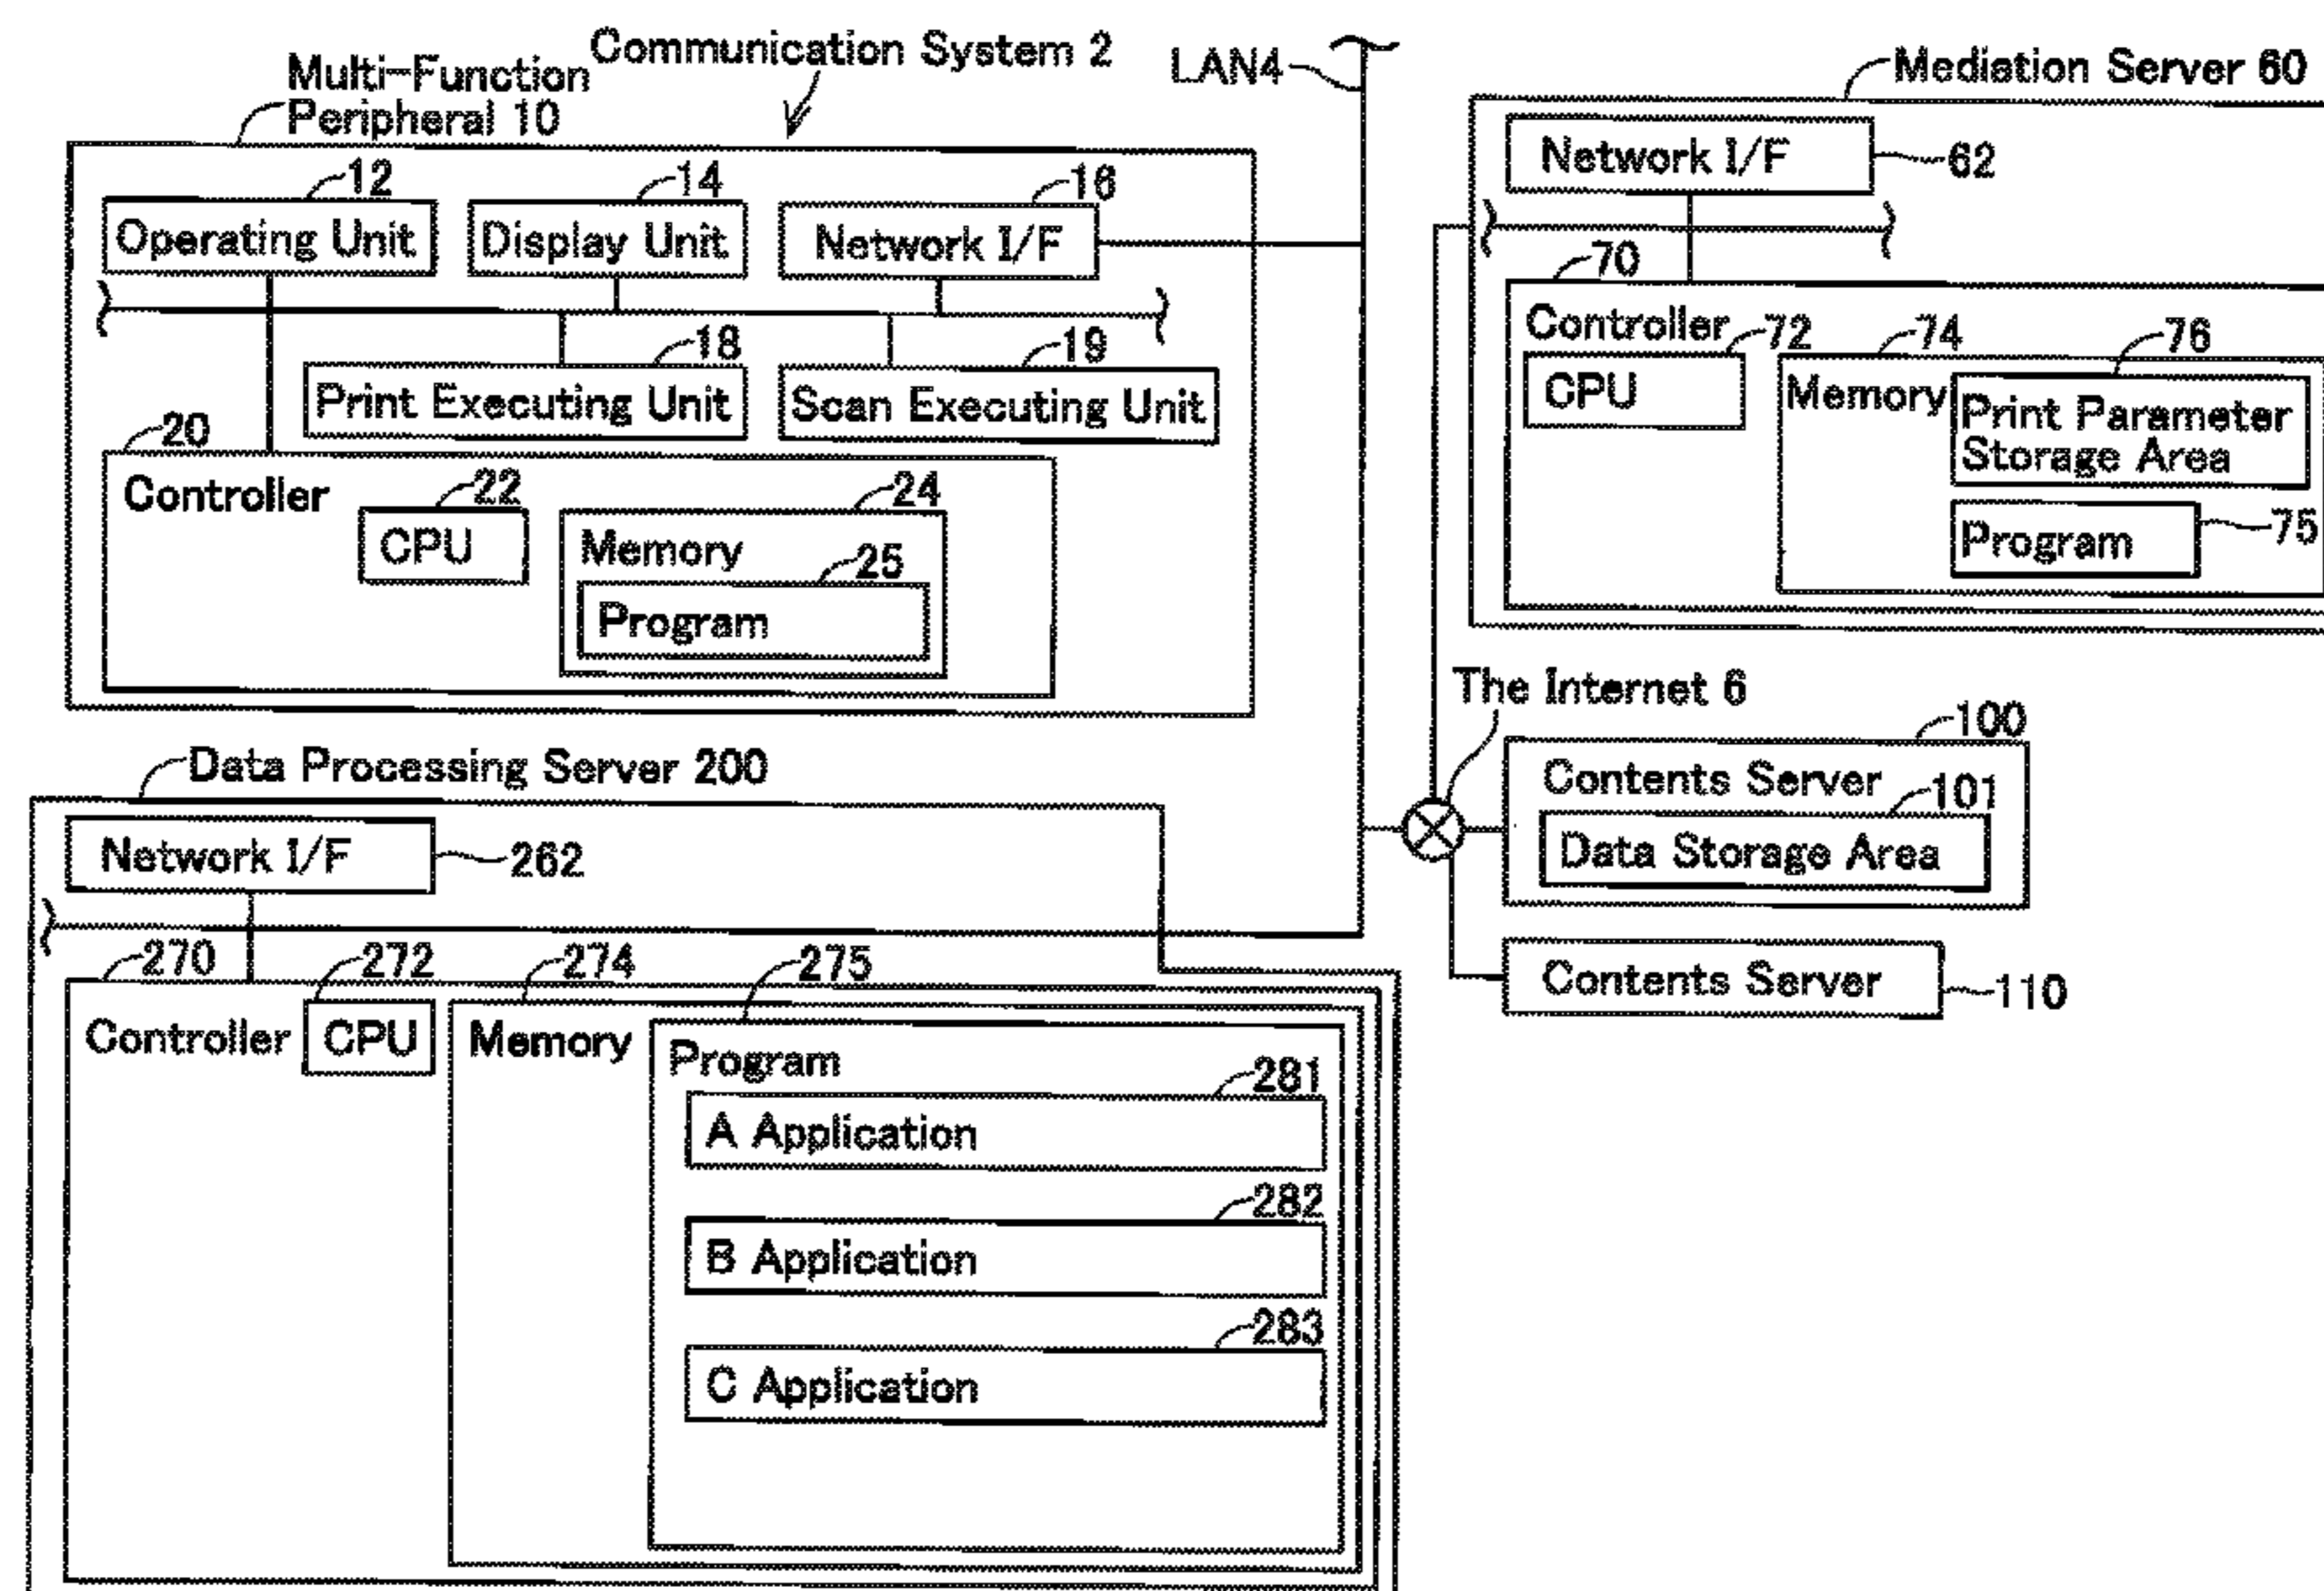 Communication System 2
Multi-Function
Peripheral 10
LAN4
12
14
16
Operating Unit
Display Unit
Network I/F
18
19
Print Executing Unit
Scan Executing Unit
20
Controller
22
CPU
24
Memory
25
Program
Mediation Server 60
Network I/F
62
70
Controller
72
CPU
74
Memory
76
Print Parameter
Storage Area
Program
75
The Internet 6
100
Contents Server
101
Data Storage Area
Contents Server
110
Data Processing Server 200
Network I/F
262
270
Controller
272
CPU
274
Memory
275
Program
281
A Application
282
B Application
283
C Application